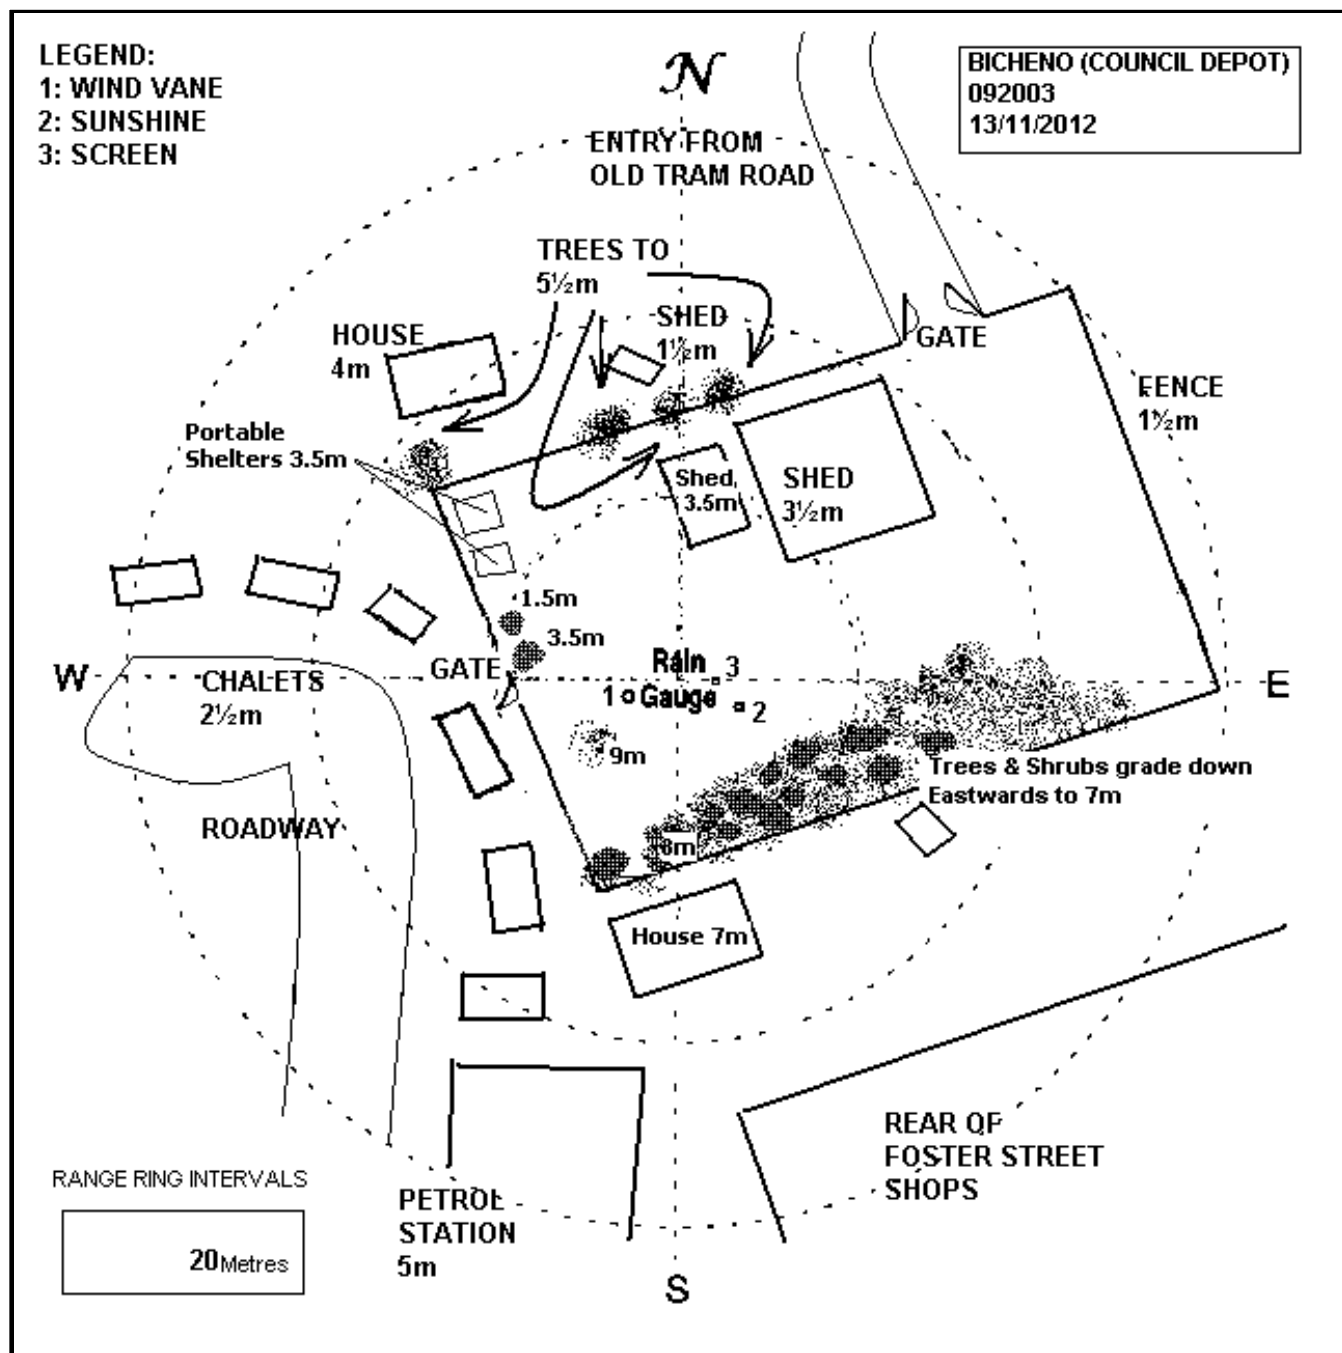 LEGEND:
1: WIND VANE
2: SUNSHINE
3: SCREEN
N
BICHENO (COUNCIL DEPOT)
092003
13/11/2012
ENTRY FROM
OLD TRAM ROAD
TREES TO
5½m
HOUSE
4m
SHED
1½m
GATE
FENCE
1½m
Portable
Shelters 3.5m
Shed
3.5m
SHED
3½m
1.5m
3.5m
GATE
W
CHALETS
2½m
Rain
Gauge
1
3
2
E
9m
Trees & Shrubs grade down
Eastwards to 7m
ROADWAY
8m
House 7m
REAR OF
FOSTER STREET
SHOPS
RANGE RING INTERVALS
20 Metres
PETROL
STATION
5m
S